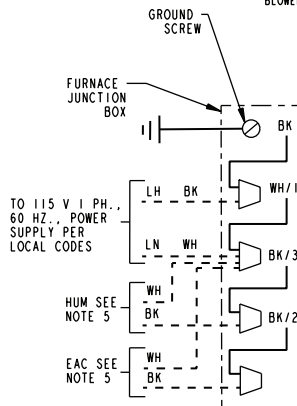 BLOWER
GROUND
SCREW
FURNACE
JUNCTION
BOX
BK
TO 115 V 1 PH.,
60 HZ., POWER
SUPPLY PER
LOCAL CODES
LH BK
WH/1
LN WH
BK/3
HUM SEE
NOTE 5
WH
BK
BK/2
EAC SEE
NOTE 5
WH
BK